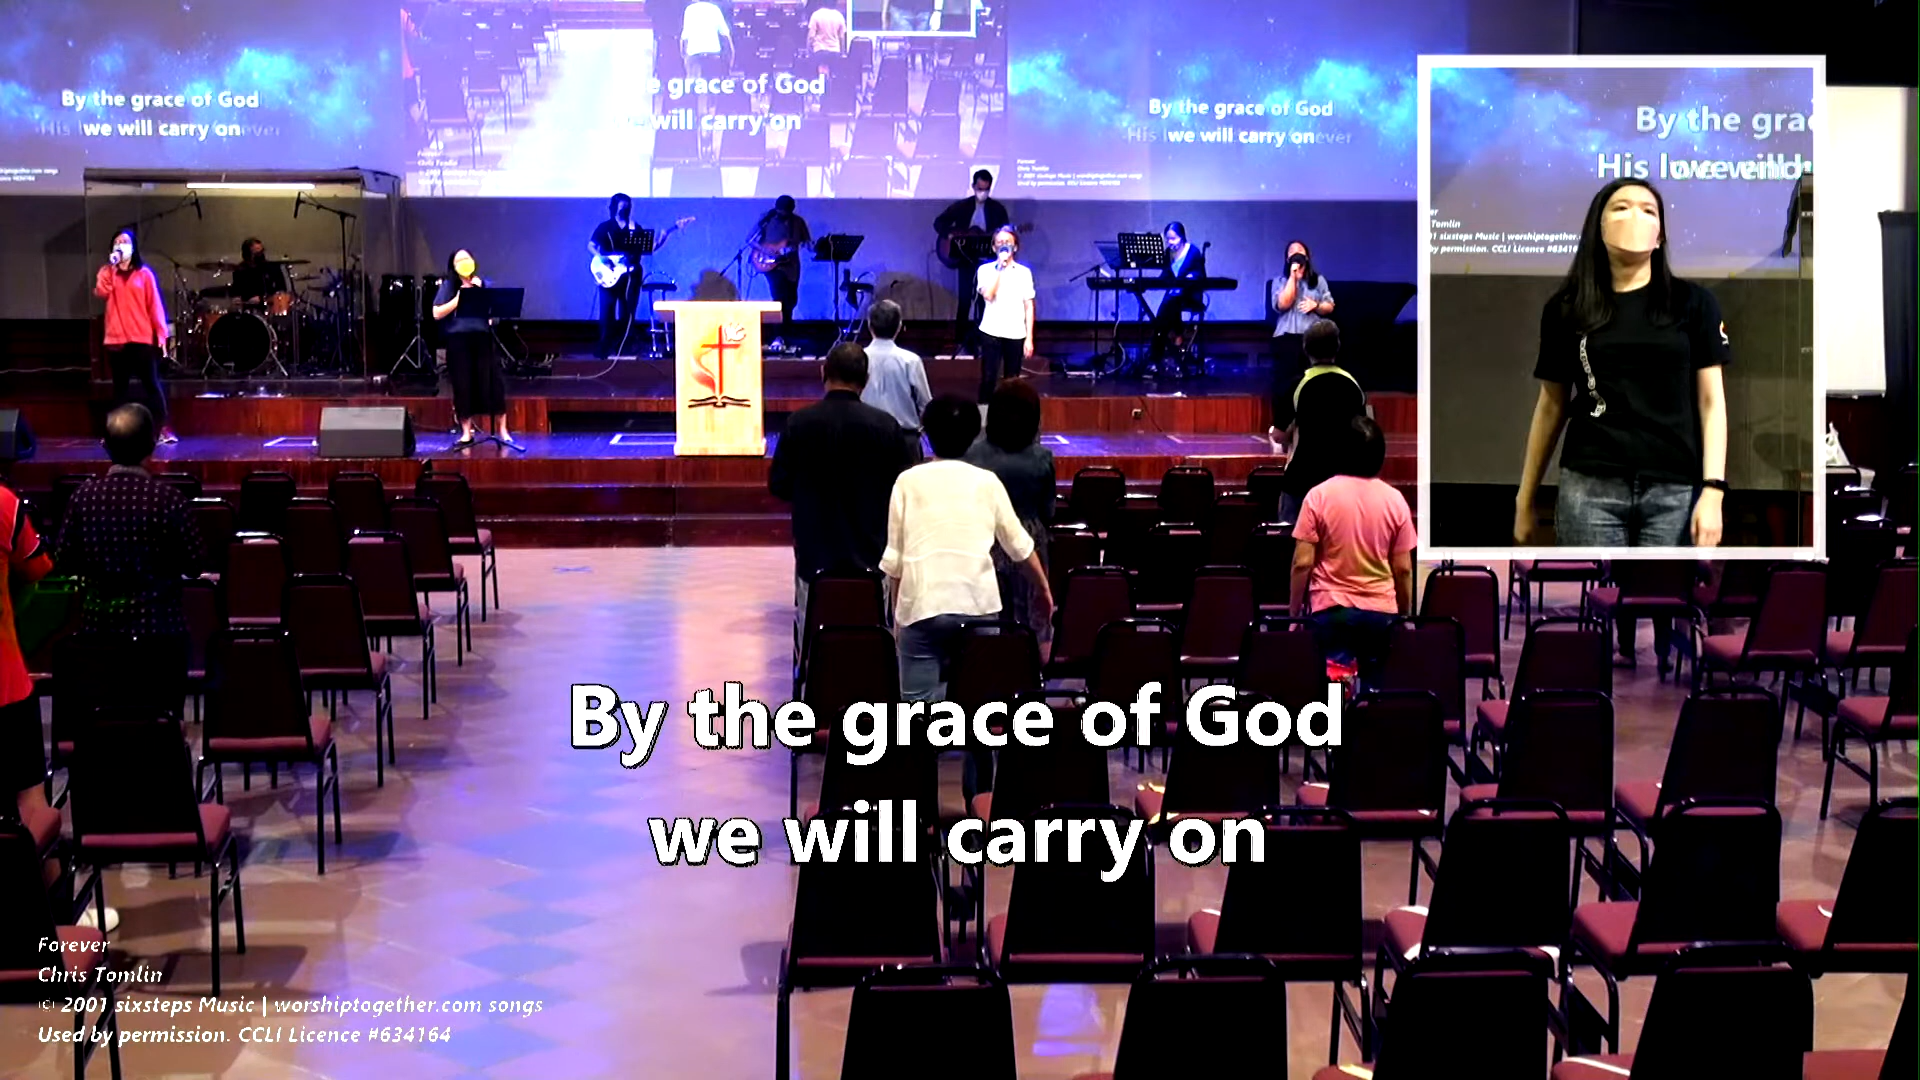 By the grace of God
we will carry on
e grace of God
will carry on
By the grace of God
we will carry on
By the grac
His
By the grace of God
we will carry on
Forever
Chris Tomlin
(C) 2001 sixsteps Music | worshiptogether.com songs
Used by permission. CCLI Licence #634164